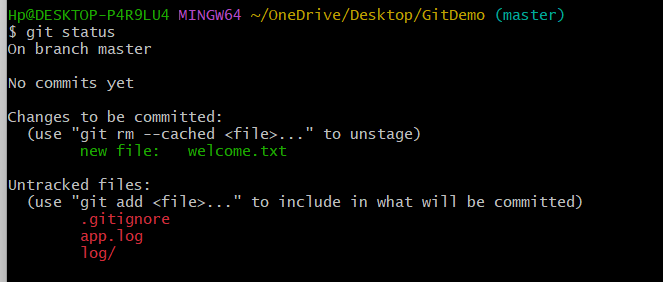 Hp@DESKTOP-P4R9LU4 MINGW64 ~/OneDrive/Desktop/GitDemo (master)
$ git status
On branch master
No commits yet
Changes to be committed:
(use "git rm --cached <file>..." to unstage)
new file:   welcome.txt
Untracked files:
(use "git add <file>..." to include in what will be committed)
.gitignore
app.log
log/